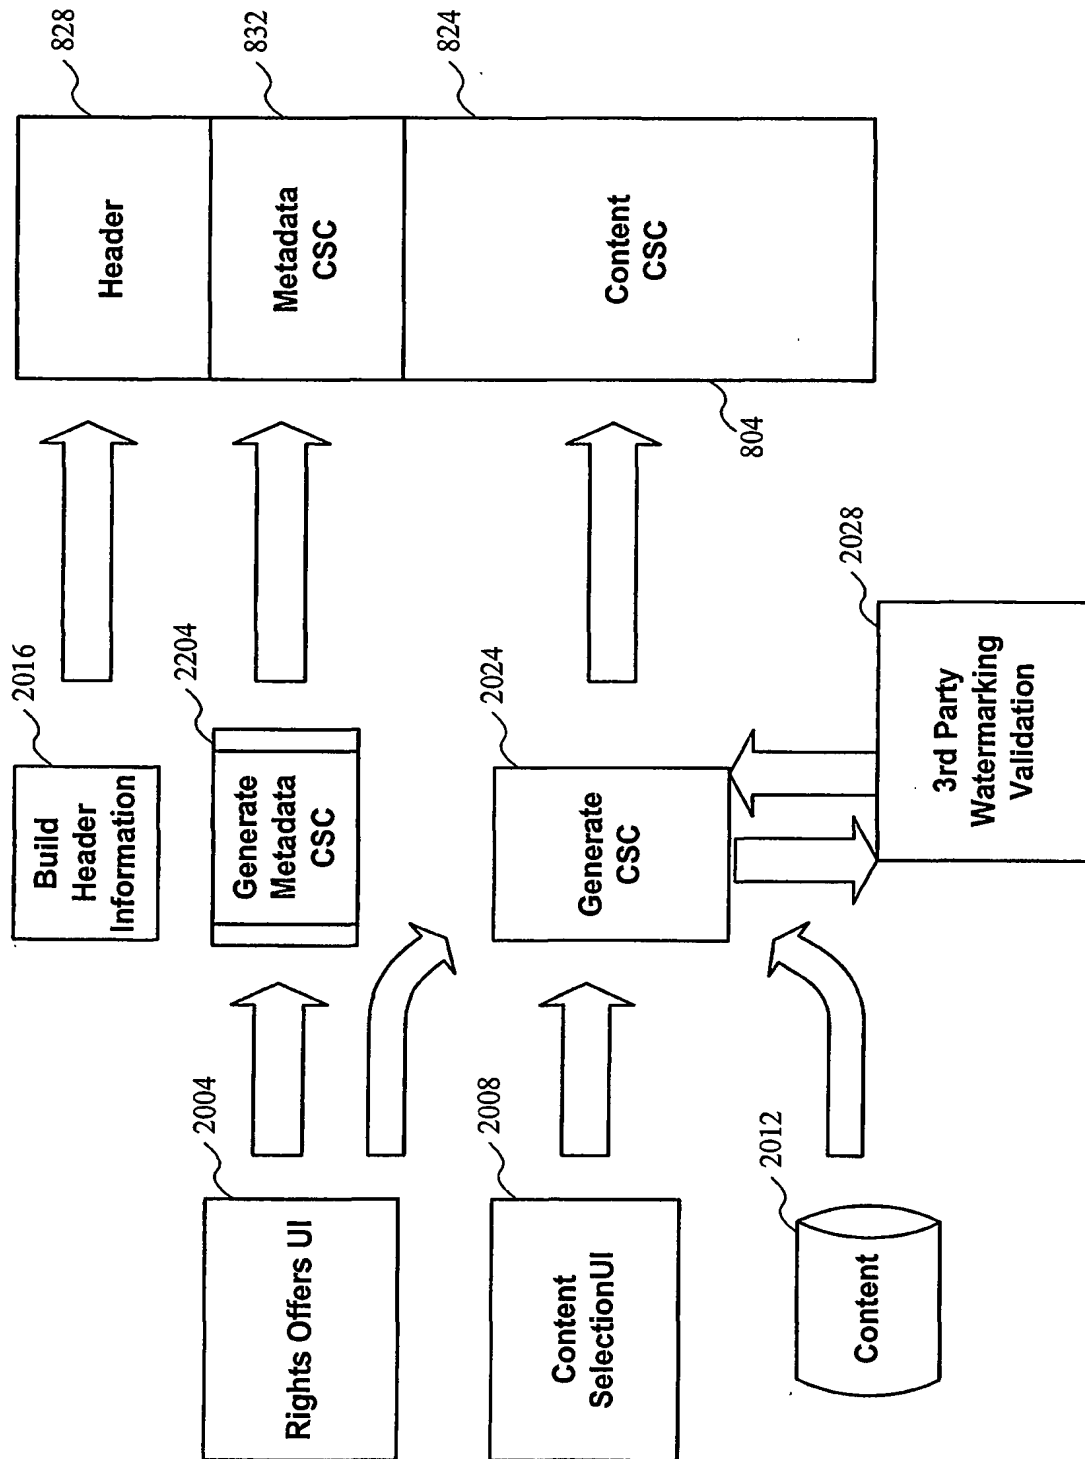 828
Header
832
Metadata
CSC
824
Content
CSC
804
2016
Build
Header
Information
2204
Generate
Metadata
CSC
2024
Generate
CSC
2028
3rd Party
Watermarking
Validation
2004
Rights Offers UI
2008
Content
SelectionUI
2012
Content